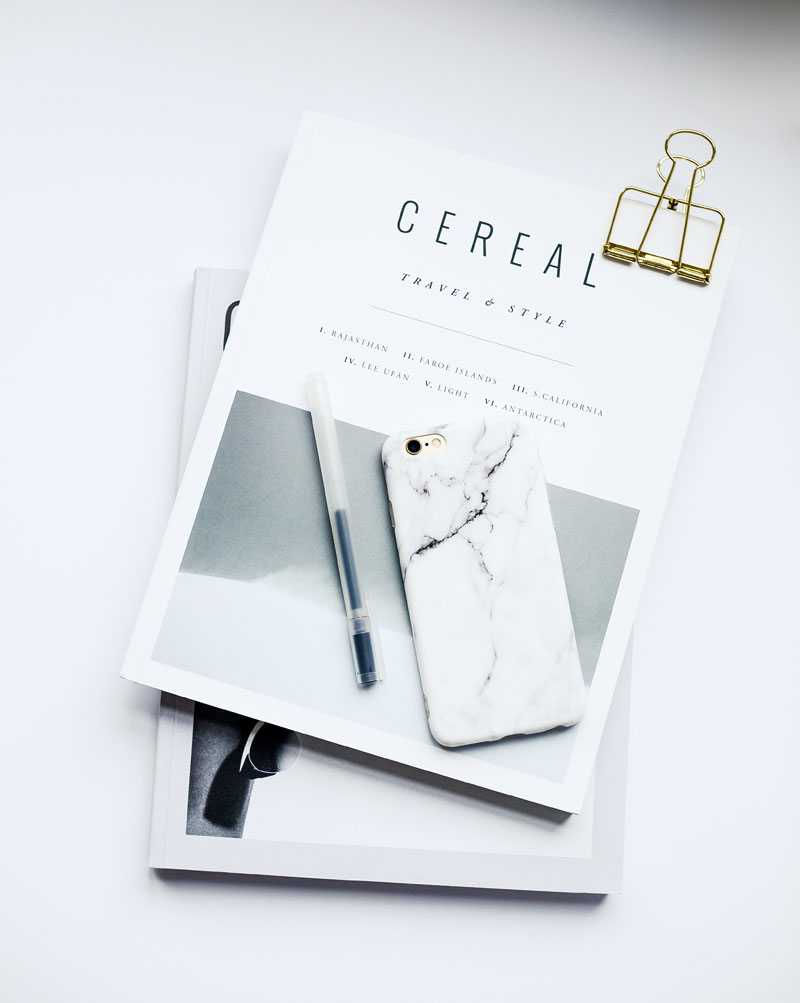 CEREAL
TRAVEL & STYLE
I. RAJASTHAN II. FAROE ISLANDS III. S.CALIFORNIA
IV. LEE UFAN V. LIGHT VI. ANTARCTICA